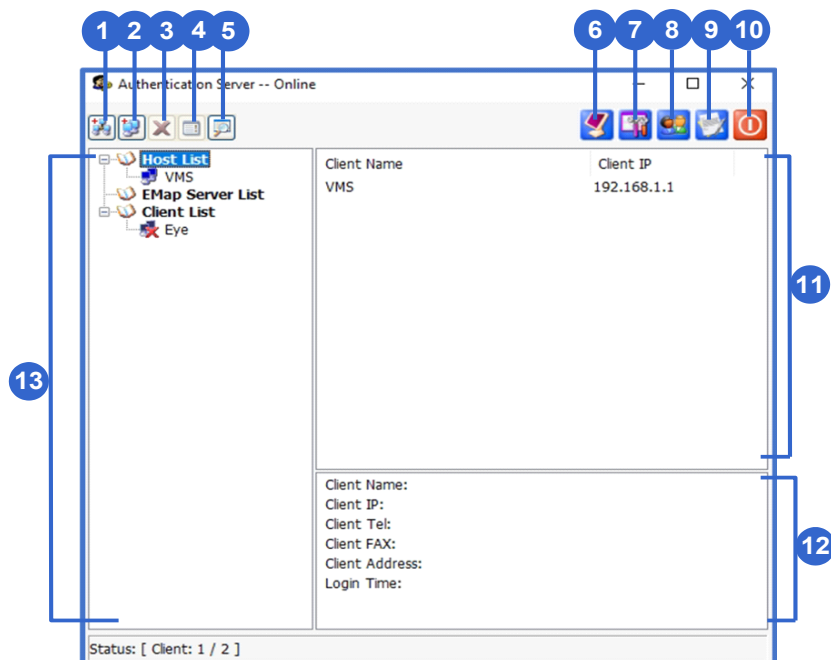 1 2 3 4 5 6 7 8 9 10
Authentication Server -- Online
Host List
VMS
EMap Server List
Client List
Eye
Client Name Client IP
VMS 192.168.1.1
11
13
Client Name:
Client IP:
Client Tel:
Client FAX:
Client Address:
Login Time:
12
Status: [ Client: 1 / 2 ]